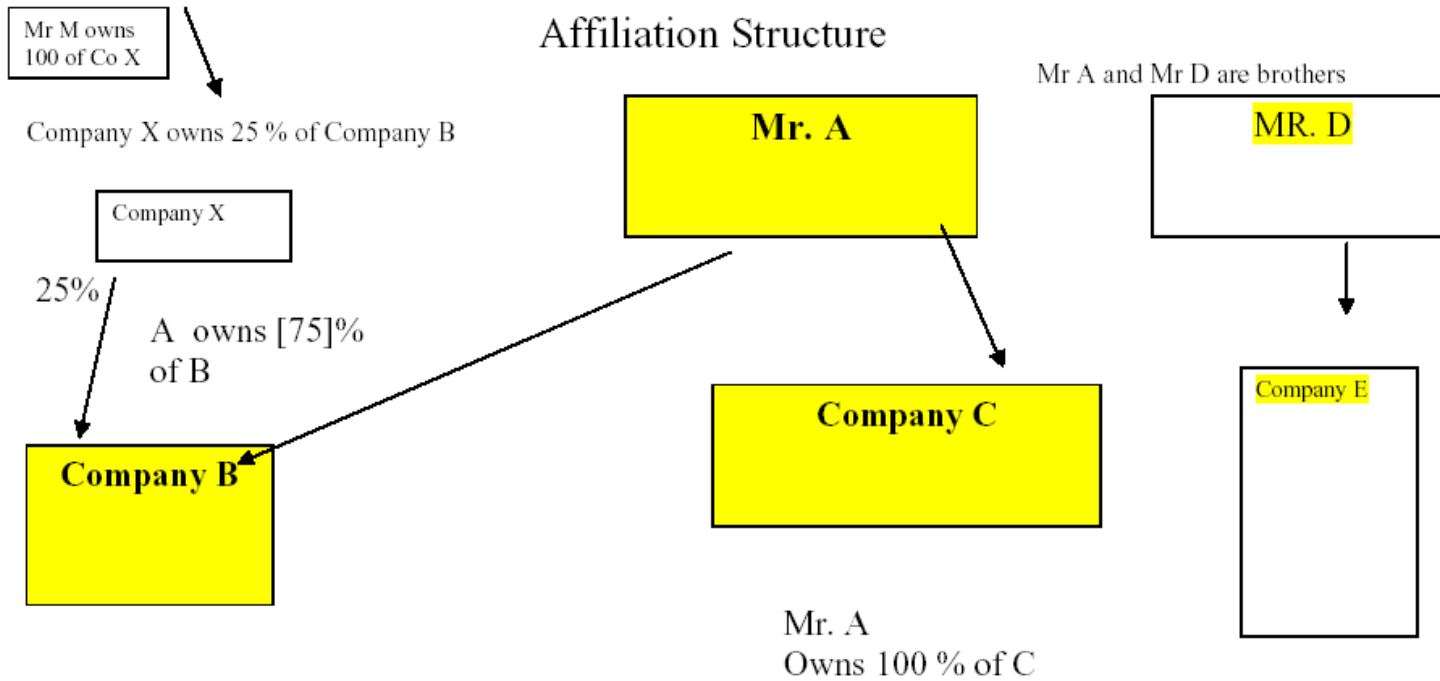 Mr M owns
100 of Co X
Affiliation Structure
Mr A and Mr D are brothers
Company X owns 25 % of Company B
Mr. A
MR. D
Company X
25%
A owns [75]%
of B
Company B
Company C
Company E
Mr. A
Owns 100 % of C